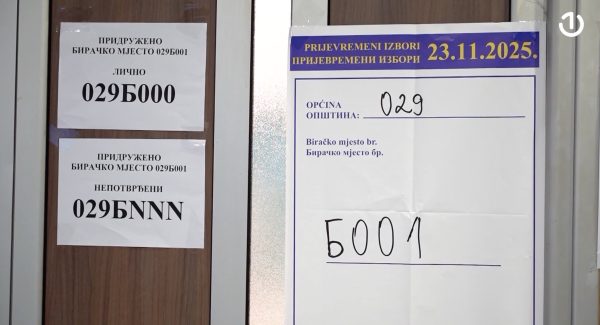 ПРИДРУЖЕНО
БИРАЧКО МЈЕСТО 029Б001
ЛИЧНО
029Б000
ПРИДРУЖЕНО
БИРАЧКО МЈЕСТО 029Б001
НЕПОТВРЂЕНИ
029БNNN
PRIJEVREMENI IZBORI
ПРИЈЕВРЕМЕНИ ИЗБОРИ
23.11.2025.
OPĆINA
ОПШТИНА:
029
Biračko mjesto br.
Бирачко мјесто бр.
Б001